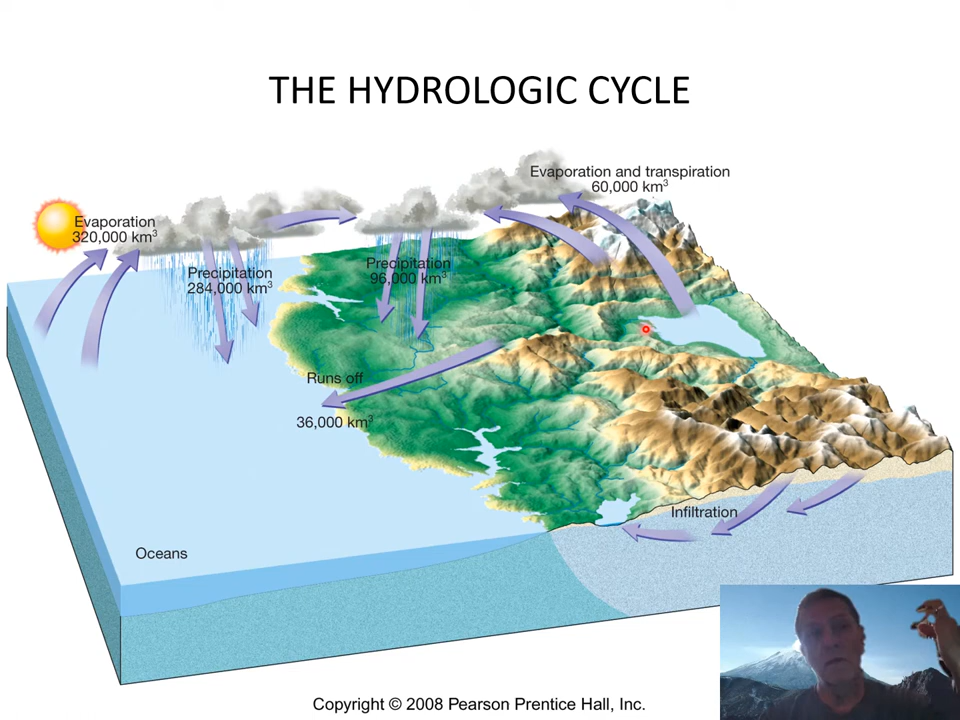 THE HYDROLOGIC CYCLE
Evaporation and transpiration
60,000 km³
Evaporation
320,000 km³
Precipitation
284,000 km³
Precipitation
96,000 km³
Runs off
36,000 km³
Infiltration
Oceans
Copyright © 2008 Pearson Prentice Hall, Inc.